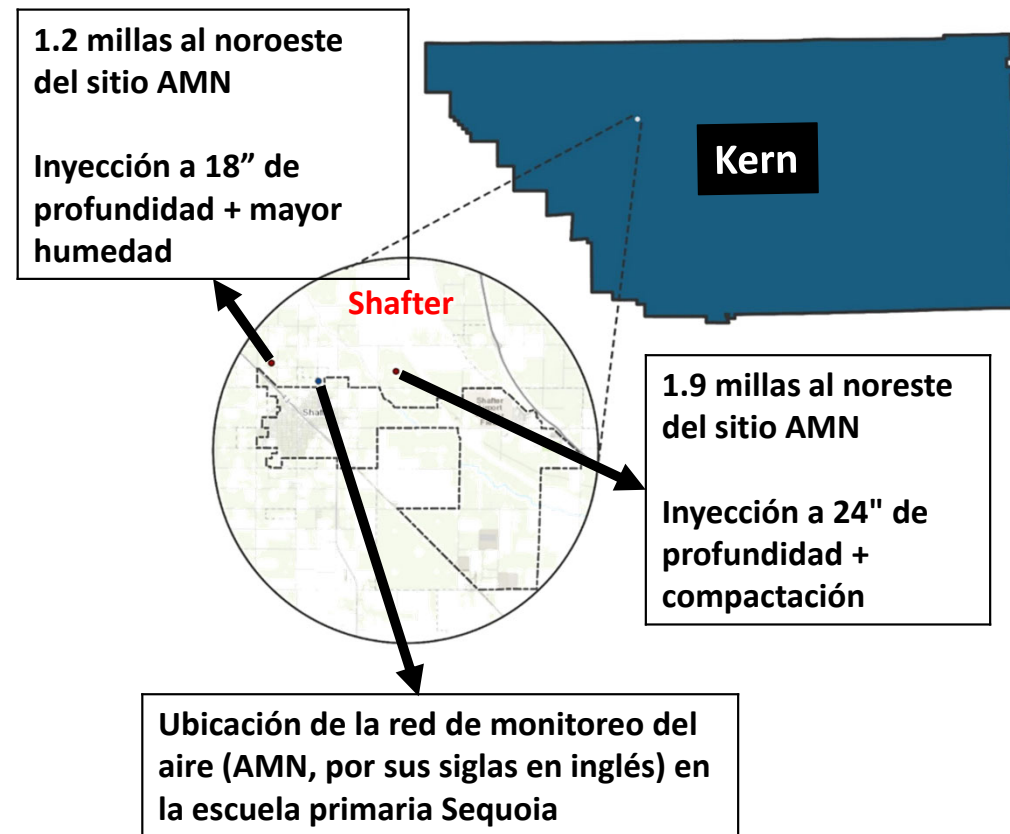 1.2 millas al noroeste
del sitio AMN
Inyección a 18” de
profundidad + mayor
humedad
Kern
Shafter
Shafter
1.9 millas al noreste
del sitio AMN
Inyección a 24" de
profundidad +
compactación
Ubicación de la red de monitoreo del
aire (AMN, por sus siglas en inglés) en
la escuela primaria Sequoia